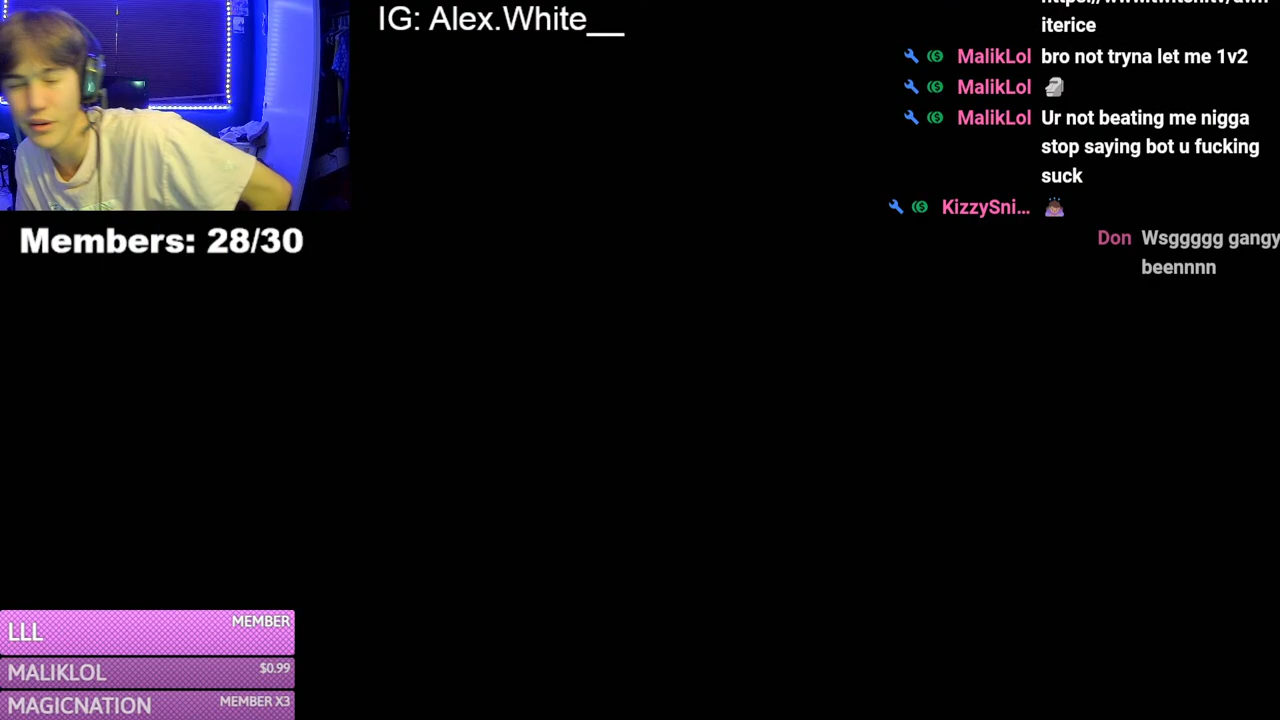 IG: Alex.White__
iterice
MalikLol bro not tryna let me 1v2
MalikLol
MalikLol Ur not beating me nigga
stop saying bot u fucking
suck
KizzySni...
Don Wsggggg gangy
beennnn
Members: 28/30
LLL MEMBER
MALIKLOL $0.99
MAGICNATION MEMBER X3